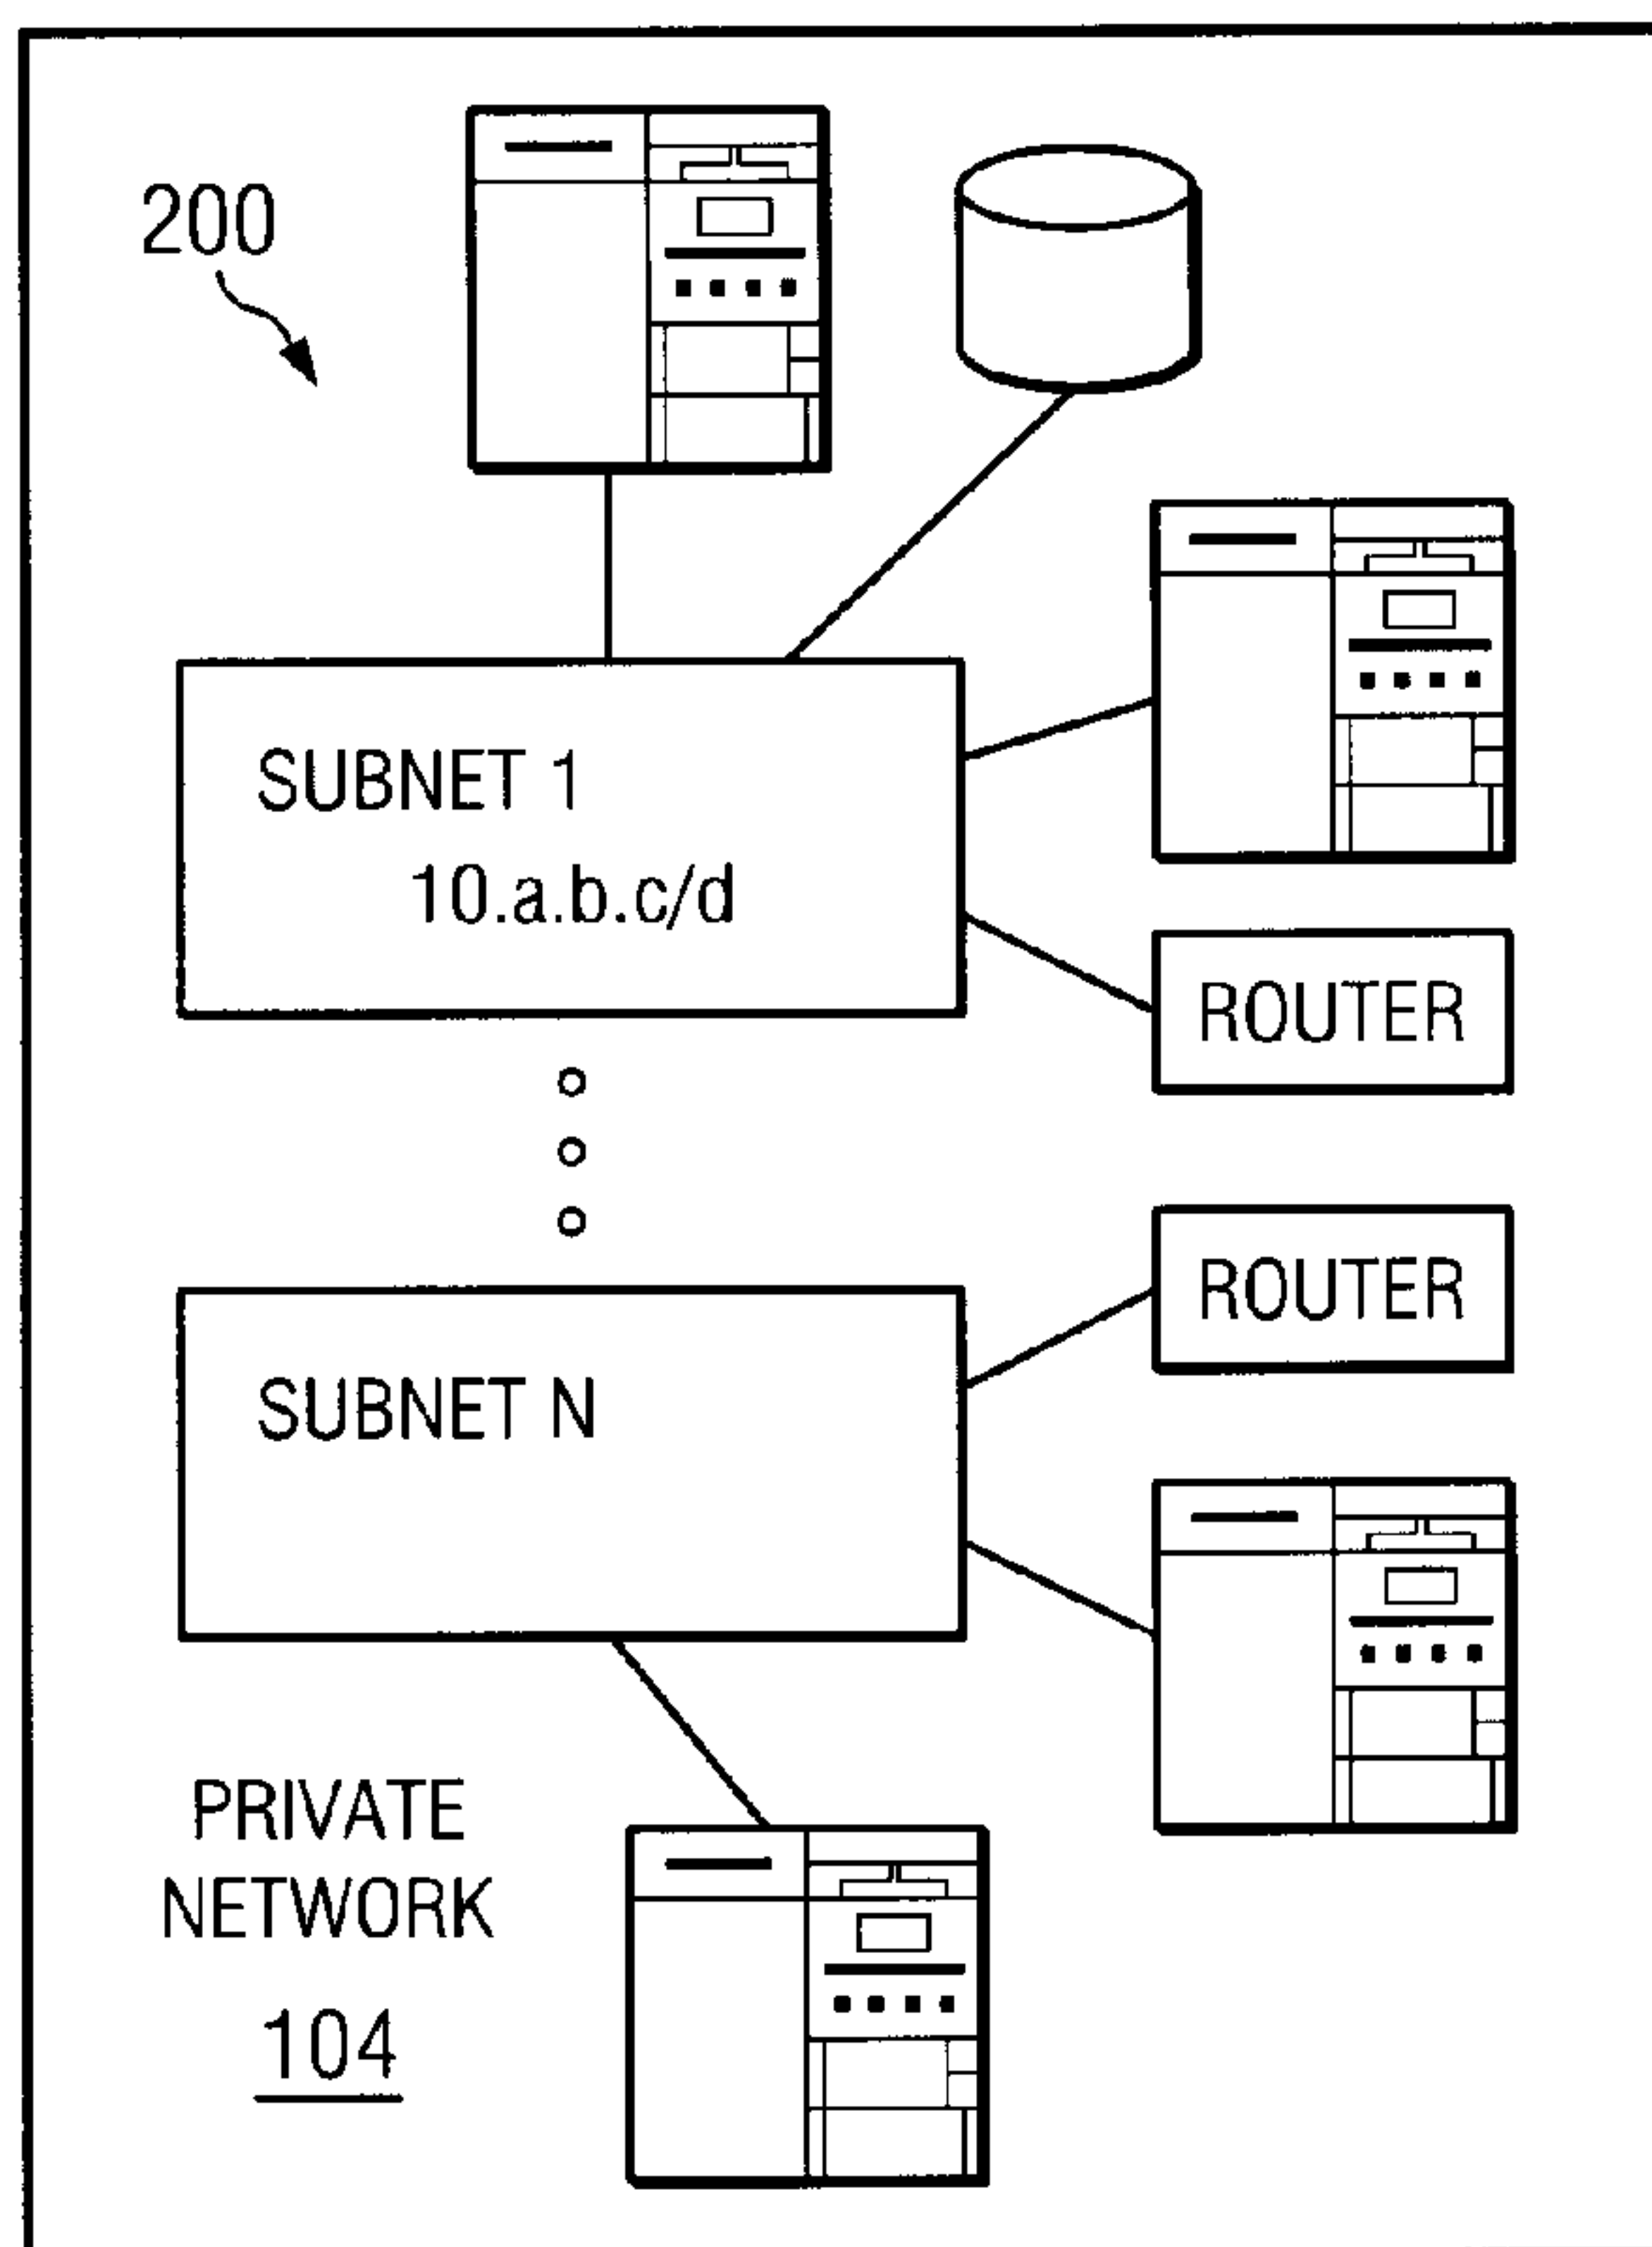 200
SUBNET 1
10.a.b.c/d
ROUTER
ROUTER
SUBNET N
PRIVATE
NETWORK
104